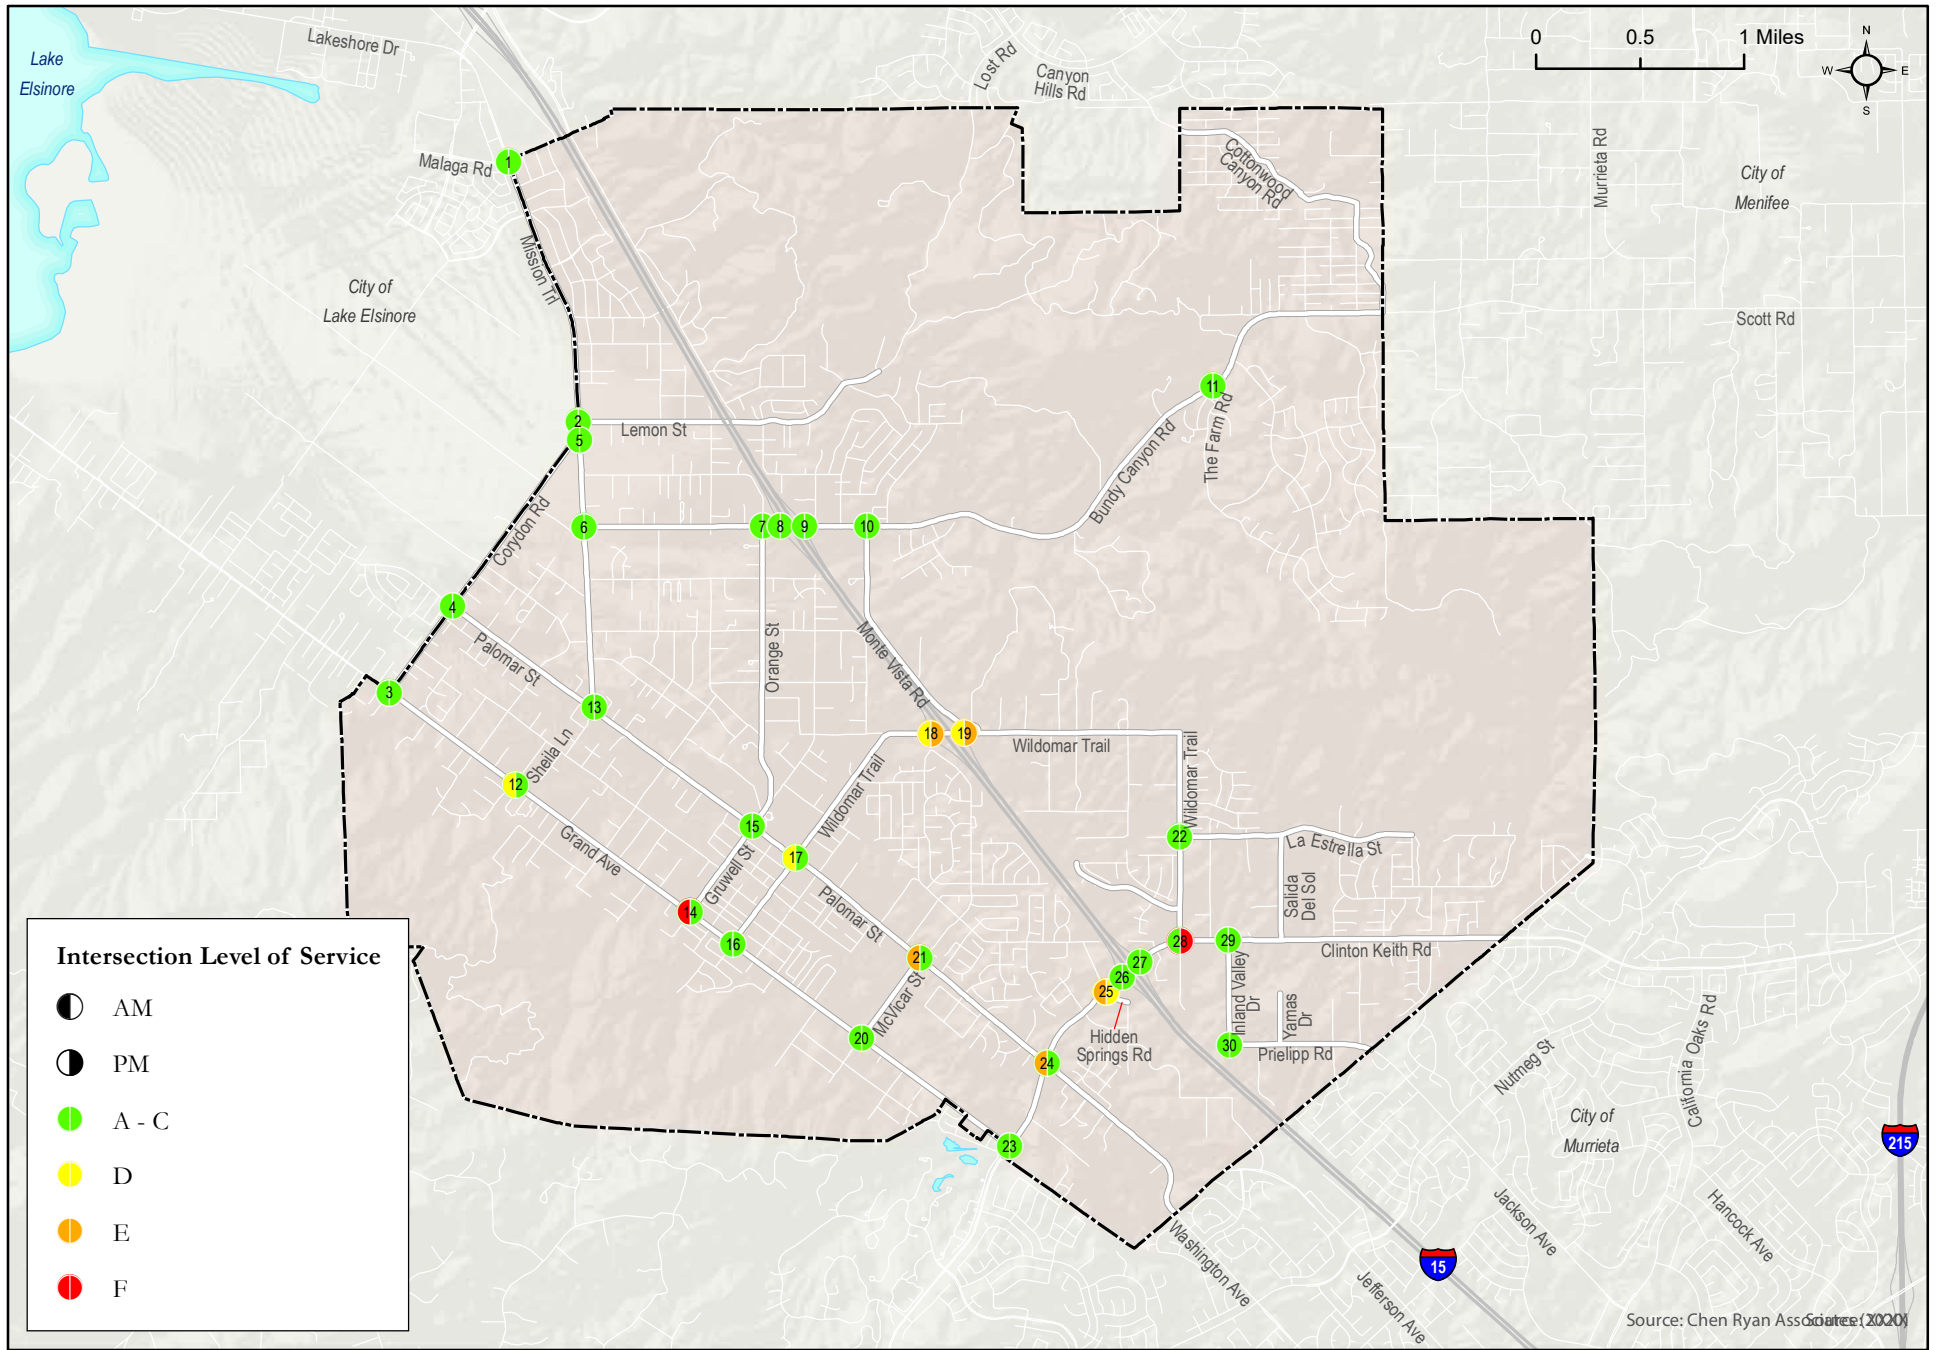 Lake
Elsinore
Lakeshore Dr
Lost Rd
Canyon
Hills Rd
0 0.5 1 Miles
N
W E
S
Malaga Rd
1
Cottonwood
Canyon Rd
Murrieta Rd
City of
Menifee
Mission Trl
City of
Lake Elsinore
Scott Rd
11
The Farm Rd
2
Lemon St
5
Bundy Canyon Rd
Corydon Rd
6
7
8
9
10
4
Palomar St
Orange St
Monte Vista Rd
3
13
18
19
Wildomar Trail
Sheila Ln
12
Wildomar Trail
Wildomar Trail
15
Grand Ave
17
22
La Estrella St
Gruwell St
Salida
Del Sol
14
Palomar St
16
21
28
29
Clinton Keith Rd
27
26
25
McVicar St
Inland Valley
Dr
Yamas
Dr
20
Hidden
Springs Rd
30
Prielipp Rd
24
23
California Oaks Rd
Nutmeg St
City of
Murrieta
215
Washington Ave
Jackson Ave
Hancock Ave
15
Jefferson Ave
Intersection Level of Service
AM
PM
A - C
D
E
F
Source: Chen Ryan Associates